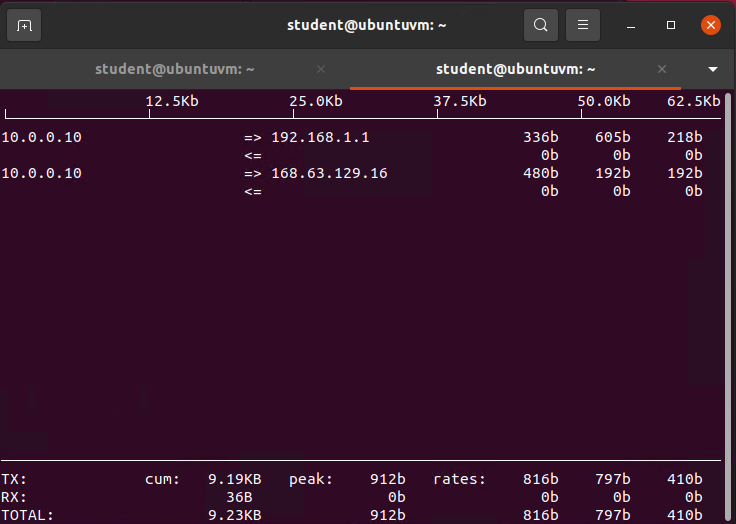 student@ubuntuvm: ~
student@ubuntuvm: ~ × student@ubuntuvm: ~ ×
12.5Kb 25.0Kb 37.5Kb 50.0Kb 62.5Kb
10.0.0.10 => 192.168.1.1 336b 605b 218b
<= 0b 0b 0b
10.0.0.10 => 168.63.129.16 480b 192b 192b
<= 0b 0b 0b
TX: cum: 9.19KB peak: 912b rates: 816b 797b 410b
RX: 36B 0b 0b 0b 0b
TOTAL: 9.23KB 912b 816b 797b 410b